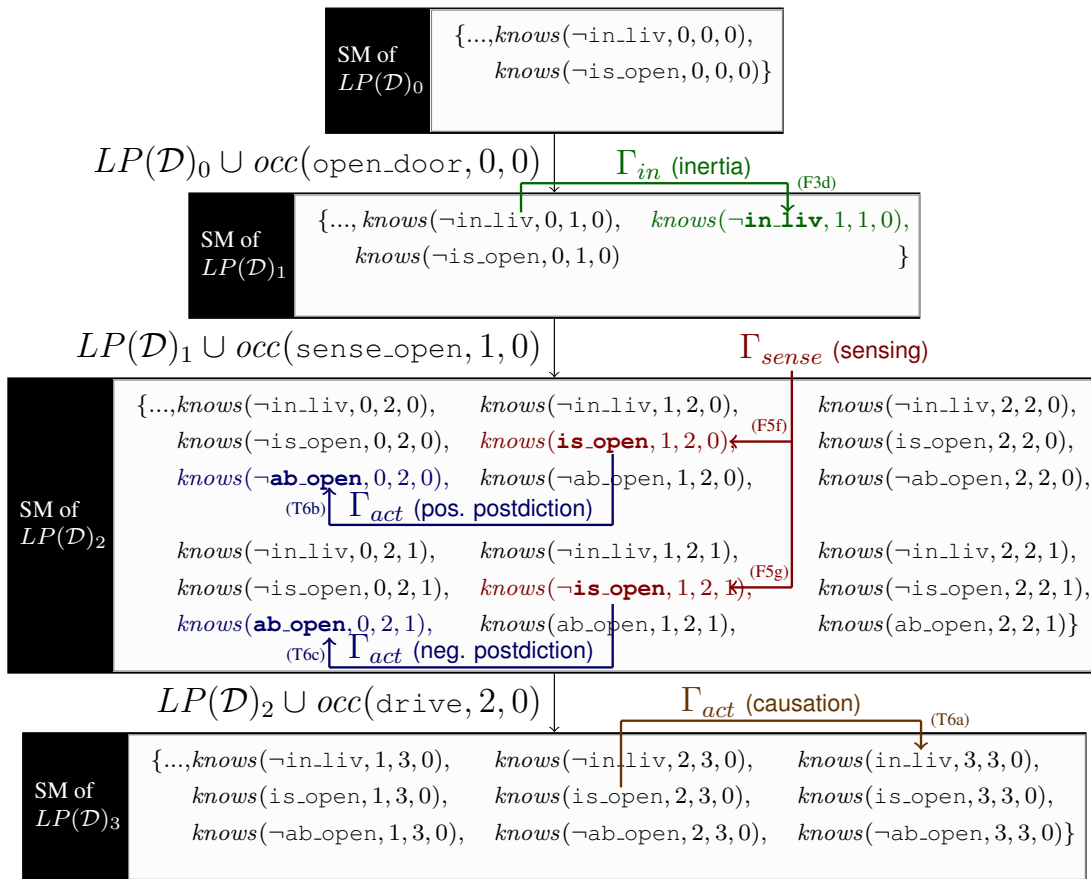 SM of
LP(𝒟)₀
{...,knows(¬in_liv,0,0,0),
knows(¬is_open,0,0,0)}
LP(𝒟)₀ ∪ occ(open_door,0,0)
Γ_in (inertia)
(F3d)
SM of
LP(𝒟)₁
{..., knows(¬in_liv,0,1,0), knows(¬in_liv,1,1,0),
knows(¬is_open,0,1,0) }
LP(𝒟)₁ ∪ occ(sense_open,1,0)
Γ_sense (sensing)
SM of
LP(𝒟)₂
{...,knows(¬in_liv,0,2,0), knows(¬in_liv,1,2,0), knows(¬in_liv,2,2,0),
knows(¬is_open,0,2,0), knows(is_open,1,2,0), (F5f) knows(is_open,2,2,0),
knows(¬ab_open,0,2,0), knows(¬ab_open,1,2,0), knows(¬ab_open,2,2,0),
(T6b) Γ_act (pos. postdiction)
knows(¬in_liv,0,2,1), knows(¬in_liv,1,2,1), knows(¬in_liv,2,2,1),
knows(¬is_open,0,2,1), knows(¬is_open,1,2,1), (F5g) knows(¬is_open,2,2,1),
knows(ab_open,0,2,1), knows(ab_open,1,2,1), knows(ab_open,2,2,1)}
(T6c) Γ_act (neg. postdiction)
LP(𝒟)₂ ∪ occ(drive,2,0)
Γ_act (causation)
(T6a)
SM of
LP(𝒟)₃
{...,knows(¬in_liv,1,3,0), knows(¬in_liv,2,3,0), knows(in_liv,3,3,0),
knows(is_open,1,3,0), knows(is_open,2,3,0), knows(is_open,3,3,0),
knows(¬ab_open,1,3,0), knows(¬ab_open,2,3,0), knows(¬ab_open,3,3,0)}